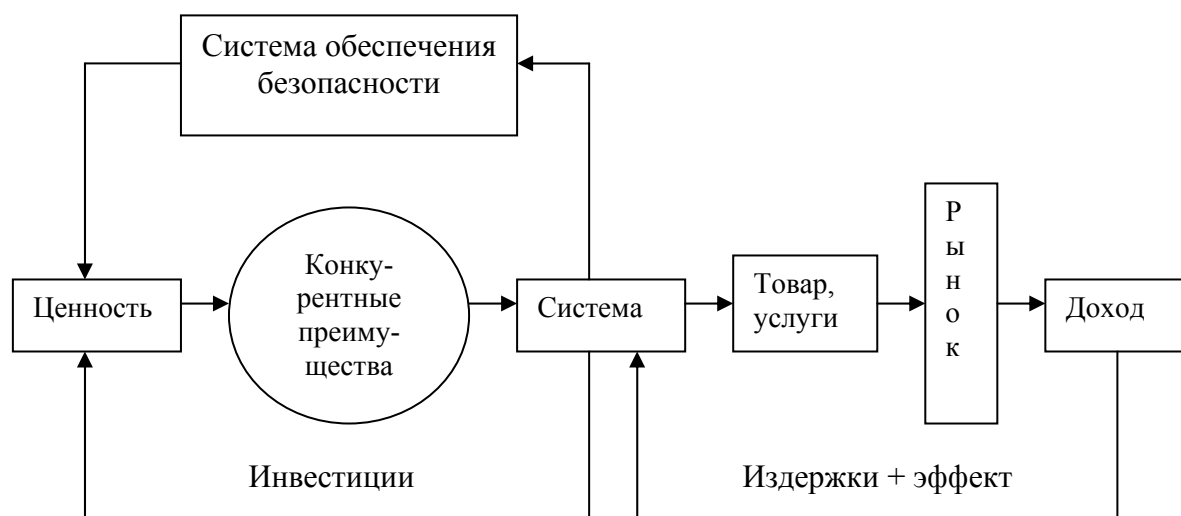 Система обеспечения
безопасности
Ценность
Конку-
рентные
преиму-
щества
Система
Товар,
услуги
Р
ы
н
о
к
Доход
Инвестиции
Издержки + эффект